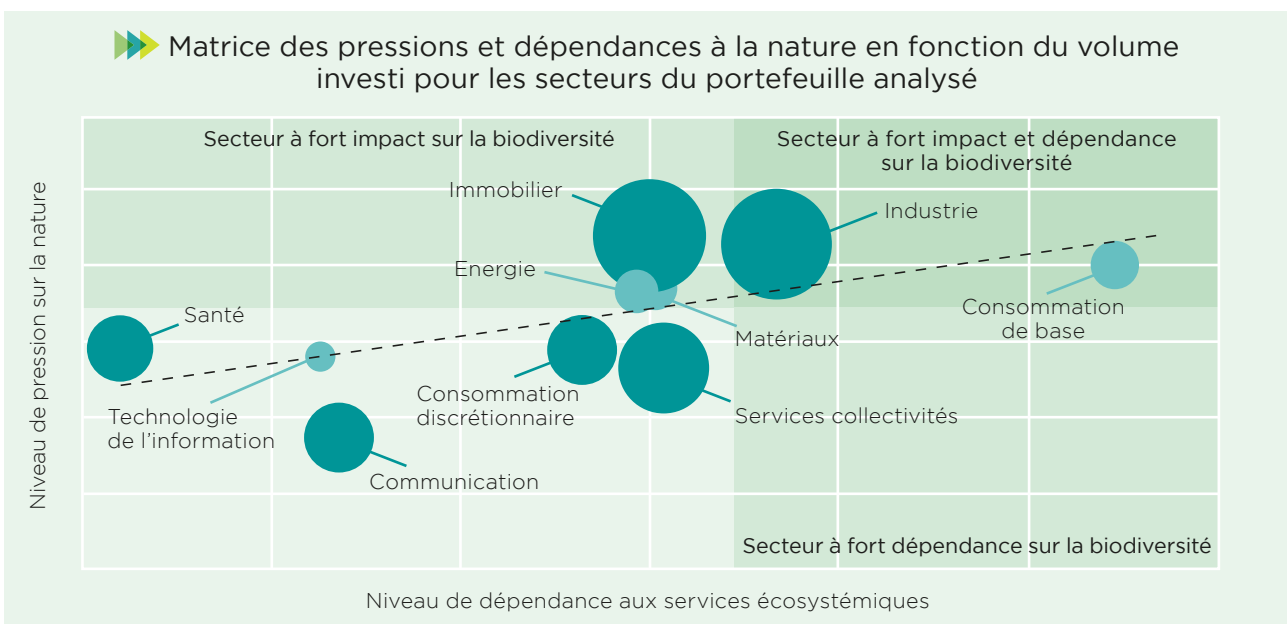 Matrice des pressions et dépendances à la nature en fonction du volume
investi pour les secteurs du portefeuille analysé
Secteur à fort impact sur la biodiversité
Secteur à fort impact et dépendance
sur la biodiversité
Niveau de pression sur la nature
Immobilier
Industrie
Energie
Santé
Consommation
de base
Matériaux
Consommation
discrétionnaire
Services collectivités
Technologie
de l'information
Communication
Secteur à fort dépendance sur la biodiversité
Niveau de dépendance aux services écosystémiques